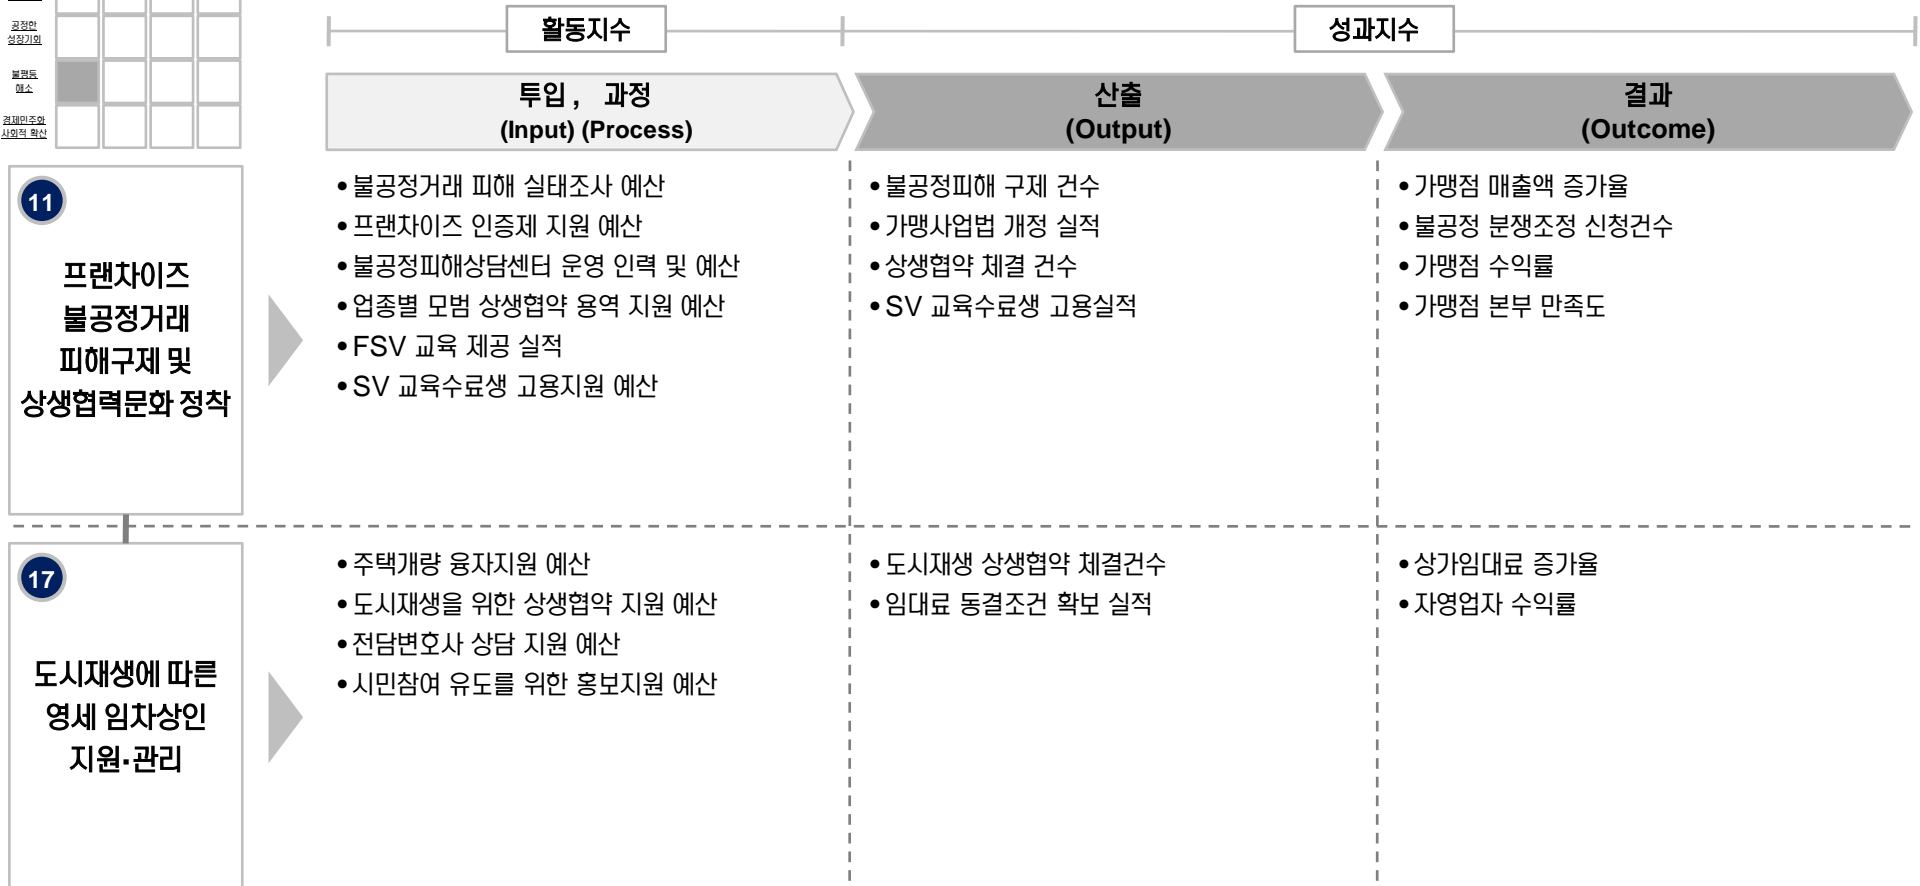 공정한
성장기회
불평등
해소
경제민주화
사회적 확산
활동지수
성과지수
투입 , 과정
(Input) (Process)
산출
(Output)
결과
(Outcome)
11
프랜차이즈
불공정거래
피해구제 및
상생협력문화 정착
•불공정거래 피해 실태조사 예산
•프랜차이즈 인증제 지원 예산
•불공정피해상담센터 운영 인력 및 예산
•업종별 모범 상생협약 용역 지원 예산
•FSV 교육 제공 실적
•SV 교육수료생 고용지원 예산
•불공정피해 구제 건수
•가맹사업법 개정 실적
•상생협약 체결 건수
•SV 교육수료생 고용실적
•가맹점 매출액 증가율
•불공정 분쟁조정 신청건수
•가맹점 수익률
•가맹점 본부 만족도
17
도시재생에 따른
영세 임차상인
지원·관리
•주택개량 융자지원 예산
•도시재생을 위한 상생협약 지원 예산
•전담변호사 상담 지원 예산
•시민참여 유도를 위한 홍보지원 예산
•도시재생 상생협약 체결건수
•임대료 동결조건 확보 실적
•상가임대료 증가율
•자영업자 수익률